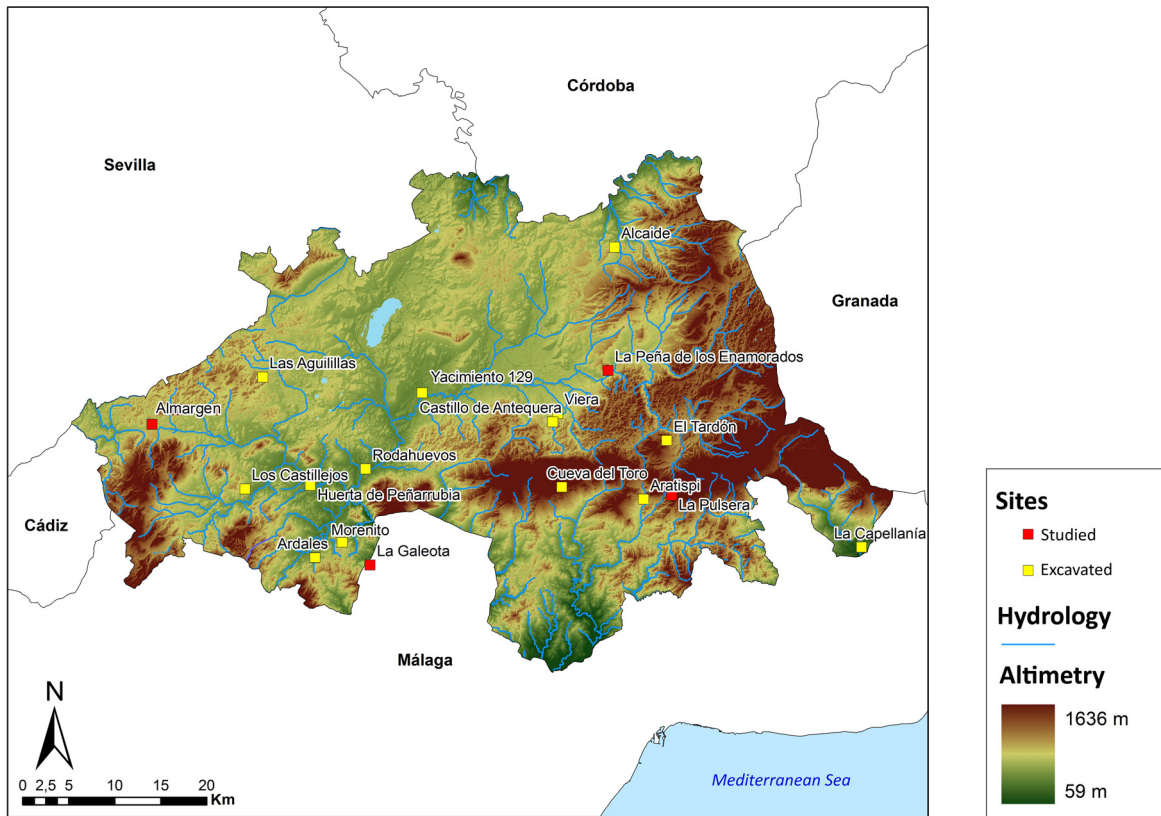 Córdoba
Sevilla
Alcaide
Granada
La Peña de los Enamorados
Las Aguilillas
Yacimiento 129
Viera
Castillo de Antequera
Almargen
El Tardón
Rodahuevos
Los Castillejos
Cueva del Toro
Aratispi
Huerta de Peñarrubia
La Pulsera
Cádiz
Morenito
La Capellanía
Ardales
La Galeota
Málaga
N
0 2,5 5 10 15 20
Km
Mediterranean Sea
Sites
Studied
Excavated
Hydrology
Altimetry
1636 m
59 m